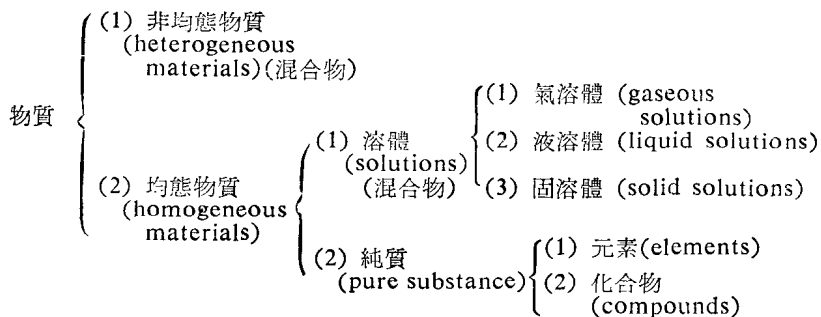 物質
(1) 非均態物質
(heterogeneous
materials)(混合物)
(2) 均態物質
(homogeneous
materials)
(1) 溶體
(solutions)
(混合物)
(1) 氣溶體 (gaseous
solutions)
(2) 液溶體 (liquid solutions)
(3) 固溶體 (solid solutions)
(2) 純質
(pure substance)
(1) 元素(elements)
(2) 化合物
(compounds)